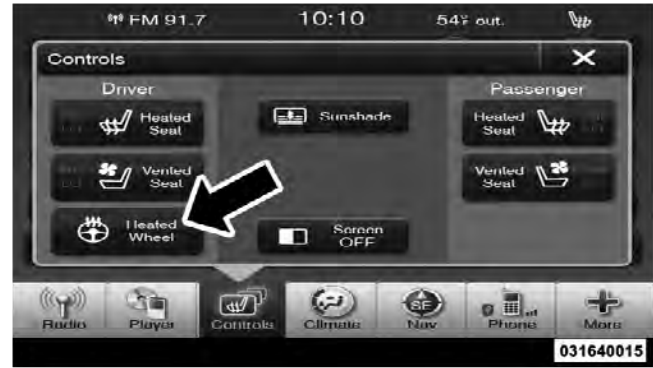 FM 91.7 10:10 54°F out.
Controls
Driver Passenger
Heated Seat
Sunshade
Heated Seat
Vented Seat
Vented Seat
Heated Wheel
Screen OFF
Radio Player Controls Climate SE Nav Phone More
031640015